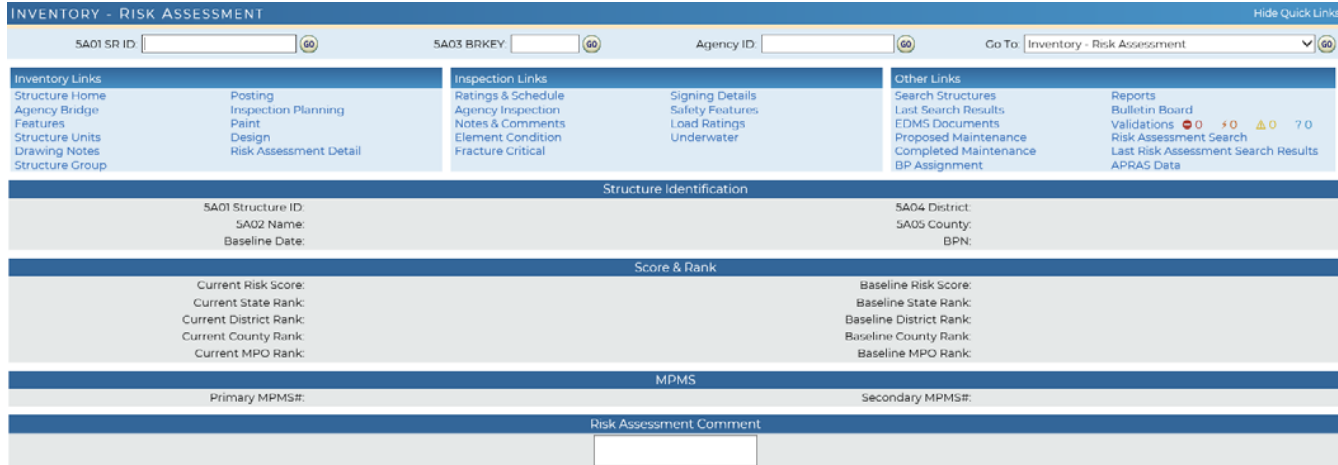 INVENTORY - RISK ASSESSMENT Hide Quick Links
5A01 SR ID: GO 5A03 BRKEY: GO Agency ID: GO Go To: Inventory - Risk Assessment GO
Inventory Links
Structure Home Posting
Agency Bridge Inspection Planning
Features Paint
Structure Units Design
Drawing Notes Risk Assessment Detail
Structure Group
Inspection Links
Ratings & Schedule Signing Details
Agency Inspection Safety Features
Notes & Comments Load Ratings
Element Condition Underwater
Fracture Critical
Other Links
Search Structures Reports
Last Search Results Bulletin Board
EDMS Documents Validations 0 0 0 ? 0
Proposed Maintenance Risk Assessment Search
Completed Maintenance Last Risk Assessment Search Results
BP Assignment APRAS Data
Structure Identification
5A01 Structure ID: 5A04 District:
5A02 Name: 5A05 County:
Baseline Date: BPN:
Score & Rank
Current Risk Score: Baseline Risk Score:
Current State Rank: Baseline State Rank:
Current District Rank: Baseline District Rank:
Current County Rank: Baseline County Rank:
Current MPO Rank: Baseline MPO Rank:
MPMS
Primary MPMS#: Secondary MPMS#:
Risk Assessment Comment